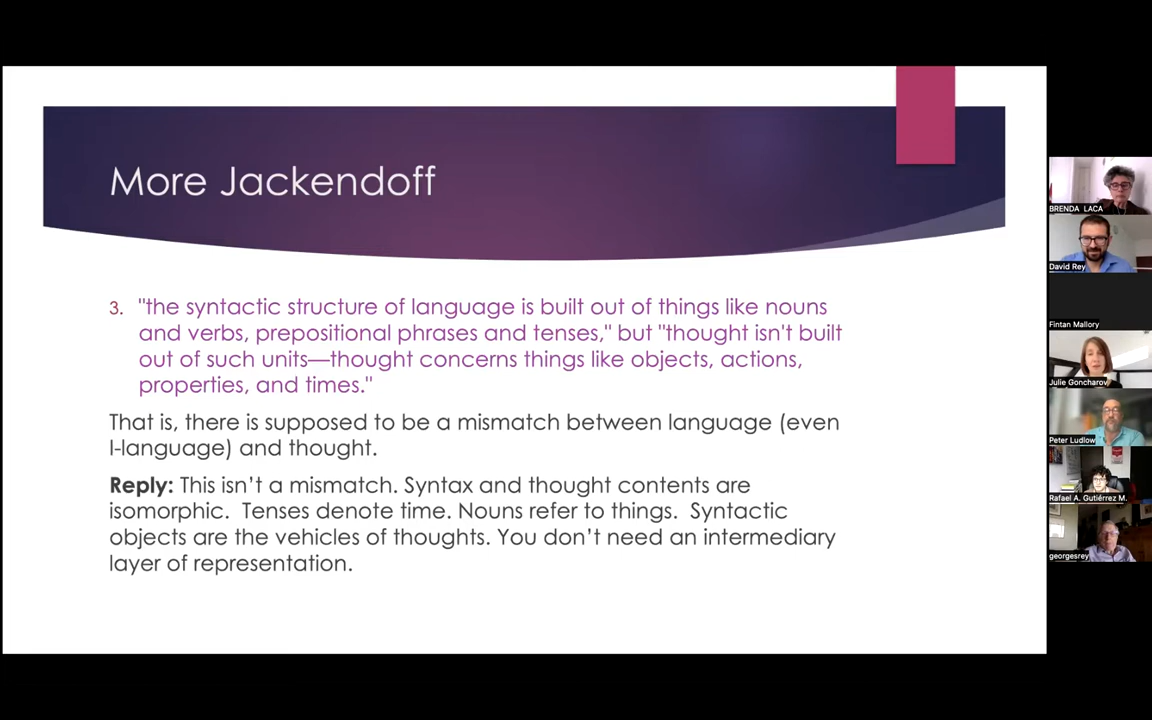 More Jackendoff
3. "the syntactic structure of language is built out of things like nouns
and verbs, prepositional phrases and tenses," but "thought isn't built
out of such units—thought concerns things like objects, actions,
properties, and times."
That is, there is supposed to be a mismatch between language (even
I-language) and thought.
Reply: This isn't a mismatch. Syntax and thought contents are
isomorphic.  Tenses denote time. Nouns refer to things.  Syntactic
objects are the vehicles of thoughts. You don't need an intermediary
layer of representation.
BRENDA LACA
David Rey
Fintan Mallory
Julie Goncharov
Peter Ludlow
Rafael A. Gutiérrez M.
georgesrey